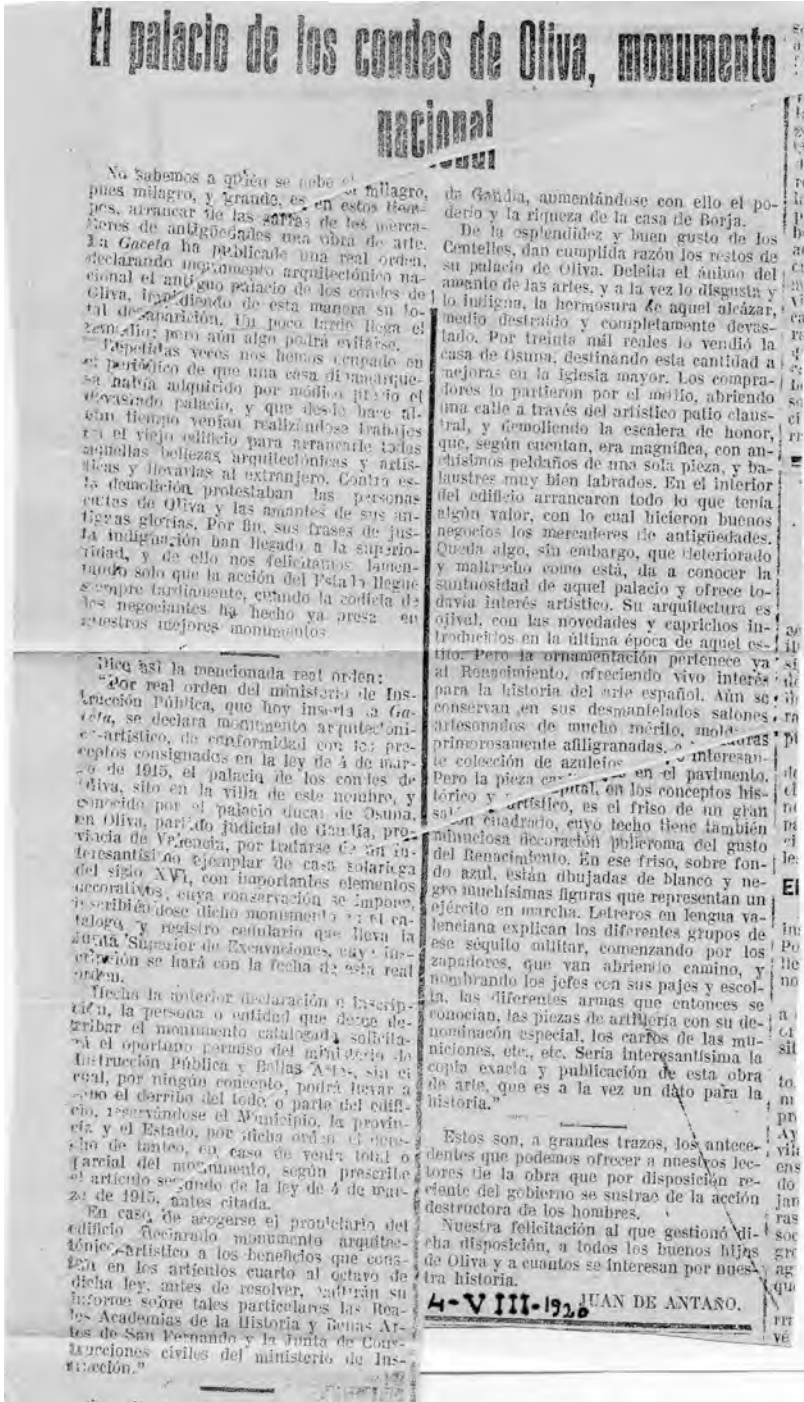 El palacio de los condes de Oliva, monumento
nacional
No sabemos a quién se debe el milagro,
pues milagro, y grande, es en estos tiem-
pos, arrancar de las garras de los merca-
deres de antigüedades una obra de arte.
La Gaceta ha publicado una real orden,
declarando monumento arquitectónico na-
cional el antiguo palacio de los condes de
Oliva, impidiendo de esta manera su to-
tal desaparición. Un poco tarde llega el
remedio; pero aún algo podrá evitarse.
Repetidas veces nos hemos ocupado en
el periódico de que una casa dinamarque-
sa había adquirido por módico precio el
devastado palacio, y que desde hace al-
gún tiempo venían realizándose trabajos
en el viejo edificio para arrancarle todas
aquellas bellezas arquitectónicas y artís-
ticas y llevarlas al extranjero. Contra es-
ta demolición protestaban las personas
cultas de Oliva y las amantes de sus an-
tiguas glorias. Por fin, sus frases de jus-
ta indignación han llegado a la superio-
ridad, y de ello nos felicitamos, lamen-
tando solo que la acción del Estado llegue
siempre tardíamente, cuando la codicia de
los negociantes ha hecho ya presa en
nuestros mejores monumentos
Dice así la mencionada real orden:
"Por real orden del ministerio de Ins-
trucción Pública, que hoy inserta la Ga-
ceta, se declara monumento arquitectóni-
co-artístico, de conformidad con los pre-
ceptos consignados en la ley de 4 de mar-
zo de 1915, el palacio de los condes de
Oliva, sito en la villa de este nombre, y
conocido por el palacio ducal de Osuna,
en Oliva, partido judicial de Gandía, pro-
vincia de Valencia, por tratarse de un in-
teresantísimo ejemplar de casa solariega
del siglo XVI, con importantes elementos
decorativos, cuya conservación se impone,
inscribiéndose dicho monumento en el ca-
talogo y registro cedulario que lleva la
Junta Superior de Excavaciones, cuya ins-
cripción se hará con la fecha de esta real
orden.
Hecha la anterior declaración e inscrip-
ción, la persona o entidad que desee de-
rribar el monumento catalogado solicita-
rá el oportuno permiso del ministerio de
Instrucción Pública y Bellas Artes, sin el
cual, por ningún concepto, podrá llevar a
cabo el derribo del todo o parte del edifi-
cio, reservándose el Municipio, la provin-
cia y el Estado, por dicha orden el dere-
cho de tanteo, en caso de venta total o
parcial del monumento, según prescribe
el artículo segundo de la ley de 4 de mar-
zo de 1915, antes citada.
En caso de acogerse el propietario del
edificio declarado monumento arquitec-
tónico-artístico a los beneficios que cons-
tan en los artículos cuarto al octavo de
dicha ley, antes de resolver, emitirán su
informe sobre tales particulares las Rea-
les Academias de la Historia y Bellas Ar-
tes de San Fernando y la Junta de Cons-
trucciones civiles del ministerio de Ins-
trucción."
da Gandía, aumentándose con ello el po-
derío y la riqueza de la casa de Borja.
De la esplendidez y buen gusto de los
Centelles, dan cumplida razón los restos de
su palacio de Oliva. Deleita el ánimo del
amante de las artes, y a la vez lo disgusta y
lo indigna, la hermosura de aquel alcázar,
medio destruído y completamente devas-
tado. Por treinta mil reales lo vendió la
casa de Osuna, destinando esta cantidad a
mejoras en la iglesia mayor. Los compra-
dores lo partieron por el medio, abriendo
una calle a través del artístico patio claus-
tral, y demoliendo la escalera de honor,
que, según cuentan, era magnífica, con an-
chísimos peldaños de una sola pieza, y ba-
laustres muy bien labrados. En el interior
del edificio arrancaron todo lo que tenía
algún valor, con lo cual hicieron buenos
negocios los mercaderes de antigüedades.
Queda algo, sin embargo, que deteriorado
y maltrecho como está, da a conocer la
suntuosidad de aquel palacio y ofrece to-
davía interés artístico. Su arquitectura es
ojival, con las novedades y caprichos in-
troducidos en la última época de aquel es-
tilo. Pero la ornamentación pertenece ya
al Renacimiento, ofreciendo vivo interés
para la historia del arte español. Aún se
conservan en sus desmantelados salones
artesonados de mucho mérito,
primorosamente afiligranadas, interesan-
te colección de azulejos en el pavimento.
Pero la pieza capital, en los conceptos his-
tórico y artístico, es el friso de un gran
salón cuadrado, cuyo techo tiene también
minuciosa decoración polícroma del gusto
del Renacimiento. En ese friso, sobre fon-
do azul, están dibujadas de blanco y ne-
gro muchísimas figuras que representan un
ejército en marcha. Letreros en lengua va-
lenciana explican los diferentes grupos de
ese séquito militar, comenzando por los
zapadores, que van abriendo camino, y
nombrando los jefes con sus pajes y escol-
ta, las diferentes armas que entonces se
conocían, las piezas de artillería con su de-
nominacón especial, los carros de las mu-
niciones, etc., etc. Sería interesantísima la
copia exacta y publicación de esta obra
de arte, que es a la vez un dato para la
historia."
Estos son, a grandes trazos, los antece-
dentes que podemos ofrecer a nuestros lec-
tores de la obra que por disposición re-
ciente del gobierno se sustrae de la acción
destructora de los hombres.
Nuestra felicitación al que gestionó di-
cha disposición, a todos los buenos hijos
de Oliva y a cuantos se interesan por nues-
tra historia.
4-VIII-1920 JUAN DE ANTAÑO.